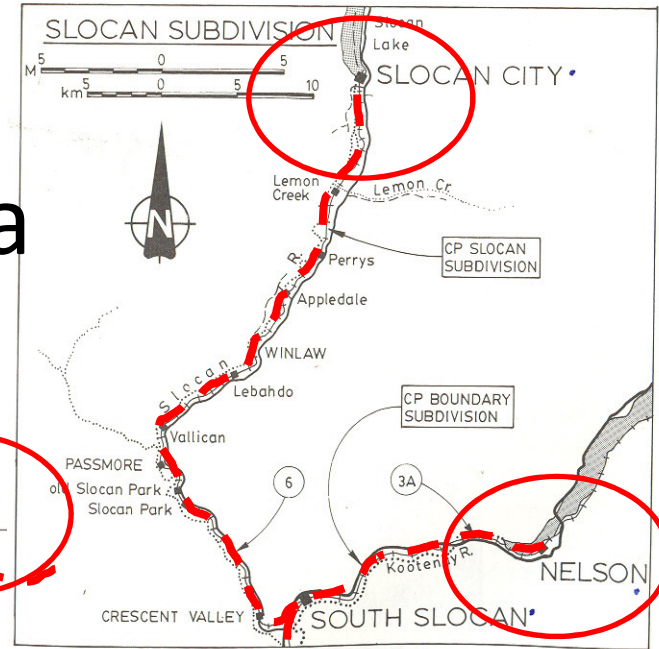 SLOCAN SUBDIVISION
5 0 5
M
km 5 0 5 10
Slocan
Lake
SLOCAN CITY
N
a
Lemon
Creek
Lemon Cr.
CP SLOCAN
SUBDIVISION
R.
Perrys
Appledale
WINLAW
Slocan
Lebahdo
CP BOUNDARY
SUBDIVISION
Vallican
PASSMORE
old Slocan Park
Slocan Park
6
3A
Kootenay R.
NELSON
CRESCENT VALLEY
SOUTH SLOCAN